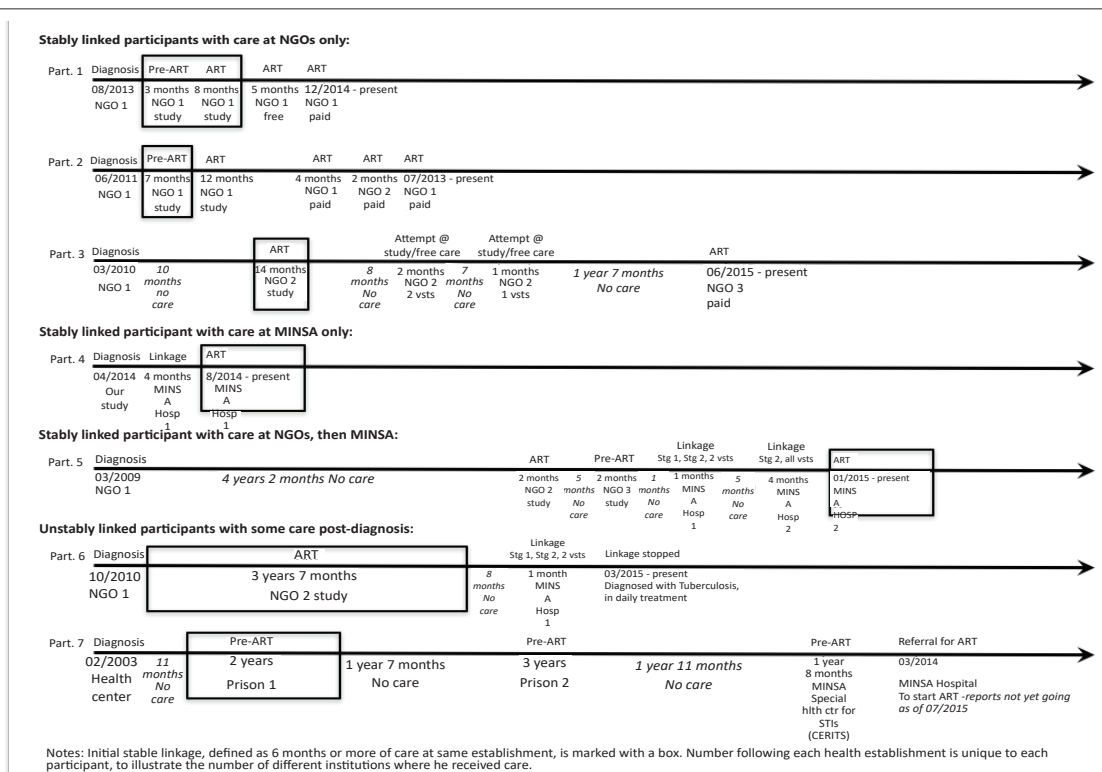 Stably linked participants with care at NGOs only:
Part. 1 Diagnosis Pre-ART ART ART ART
08/2013 3 months 8 months 5 months 12/2014 - present
NGO 1 NGO 1 NGO 1 NGO 1 NGO 1
study study free paid
Part. 2 Diagnosis Pre-ART ART ART ART ART
06/2011 7 months 12 months 4 months 2 months 07/2013 - present
NGO 1 NGO 1 NGO 1 NGO 1 NGO 2 NGO 1
study study paid paid paid
Attempt @ Attempt @
Part. 3 Diagnosis ART study/free care study/free care ART
03/2010 10 14 months 8 2 months 7 1 months 1 year 7 months 06/2015 - present
NGO 1 months NGO 2 months NGO 2 months NGO 2 No care NGO 3
no study No 2 vsts No 1 vsts paid
care care care
Stably linked participant with care at MINSA only:
Part. 4 Diagnosis Linkage ART
04/2014 4 months 8/2014 - present
Our MINS MINS
study A A
Hosp Hosp
1 1
Stably linked participant with care at NGOs, then MINSA:
Linkage Linkage
Part. 5 Diagnosis ART Pre-ART Stg 1, Stg 2, 2 vsts Stg 2, all vsts ART
03/2009 4 years 2 months No care 2 months 5 2 months 1 1 months 5 4 months 01/2015 - present
NGO 1 NGO 2 months NGO 3 months MINS months MINS MINS
study No study No A No A A
care care Hosp care Hosp HOSP
1 2 2
Unstably linked participants with some care post-diagnosis:
Linkage
Part. 6 Diagnosis ART Stg 1, Stg 2, 2 vsts Linkage stopped
10/2010 3 years 7 months 8 1 month 03/2015 - present
NGO 1 NGO 2 study months MINS Diagnosed with Tuberculosis,
No A in daily treatment
care Hosp
1
Part. 7 Diagnosis Pre-ART Pre-ART Pre-ART Referral for ART
02/2003 11 2 years 1 year 7 months 3 years 1 year 11 months 1 year 03/2014
Health months Prison 1 No care Prison 2 No care 8 months
center No MINSA MINSA Hospital
care Special To start ART -reports not yet going
hlth ctr for as of 07/2015
STIs
(CERITS)
Notes: Initial stable linkage, defined as 6 months or more of care at same establishment, is marked with a box. Number following each health establishment is unique to each
participant, to illustrate the number of different institutions where he received care.